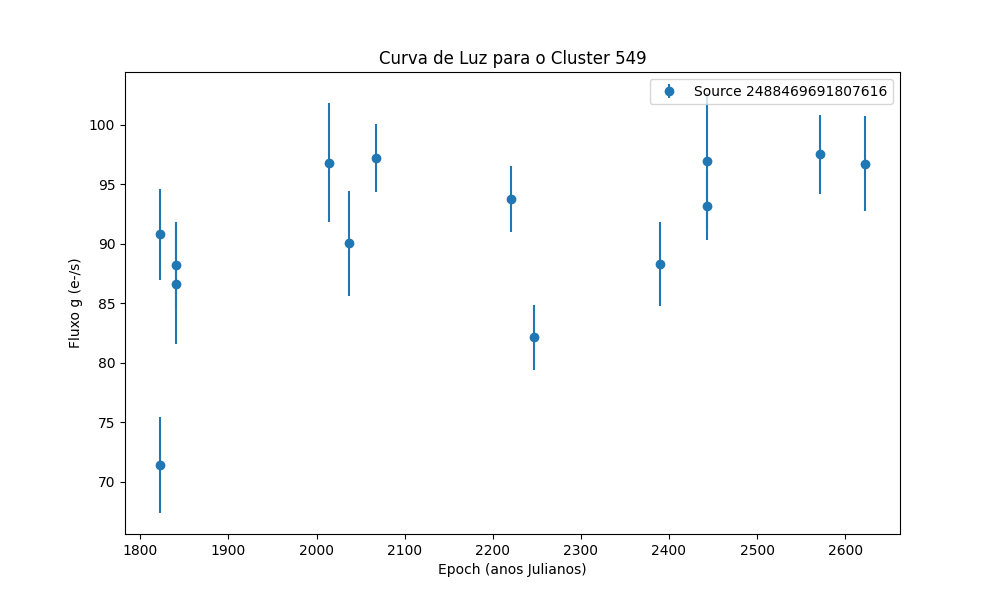 Curva de Luz para o Cluster 549
Source 2488469691807616
Fluxo g (e-/s)
100
95
90
85
80
75
70
1800 1900 2000 2100 2200 2300 2400 2500 2600
Epoch (anos Julianos)